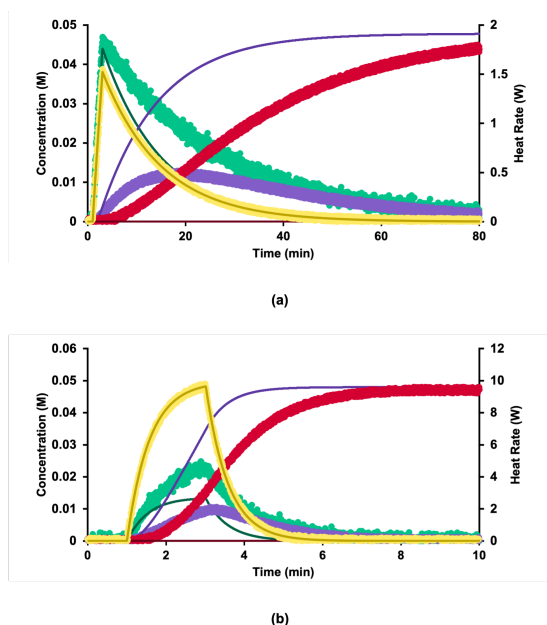 0.05
0.04
0.03
0.02
0.01
0
Concentration (M)
2
1.5
1
0.5
0
Heat Rate (W)
0 20 40 60 80
Time (min)
(a)
0.06
0.05
0.04
0.03
0.02
0.01
0
Concentration (M)
12
10
8
6
4
2
0
Heat Rate (W)
0 2 4 6 8 10
Time (min)
(b)